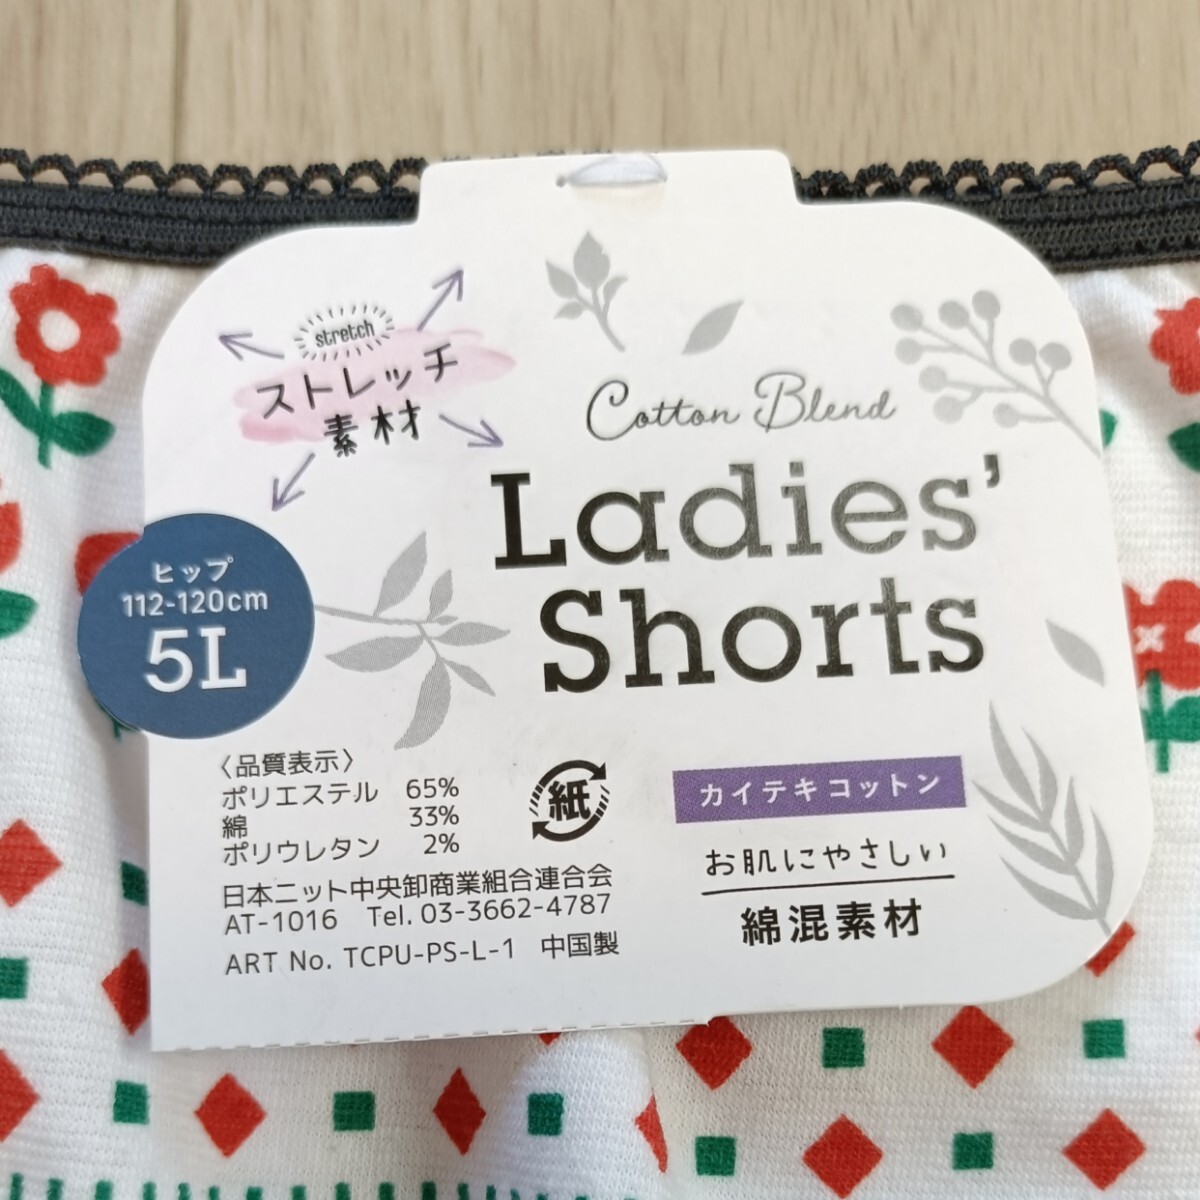 stretch
ストレッチ
素材
Cotton Blend
Ladies'
Shorts
ヒップ
112-120cm
5L
〈品質表示〉
ポリエステル 65%
綿 33%
ポリウレタン 2%
日本ニット中央卸商業組合連合会
AT-1016 Tel. 03-3662-4787
ART No. TCPU-PS-L-1 中国製
紙
カイテキコットン
お肌にやさしい
綿混素材